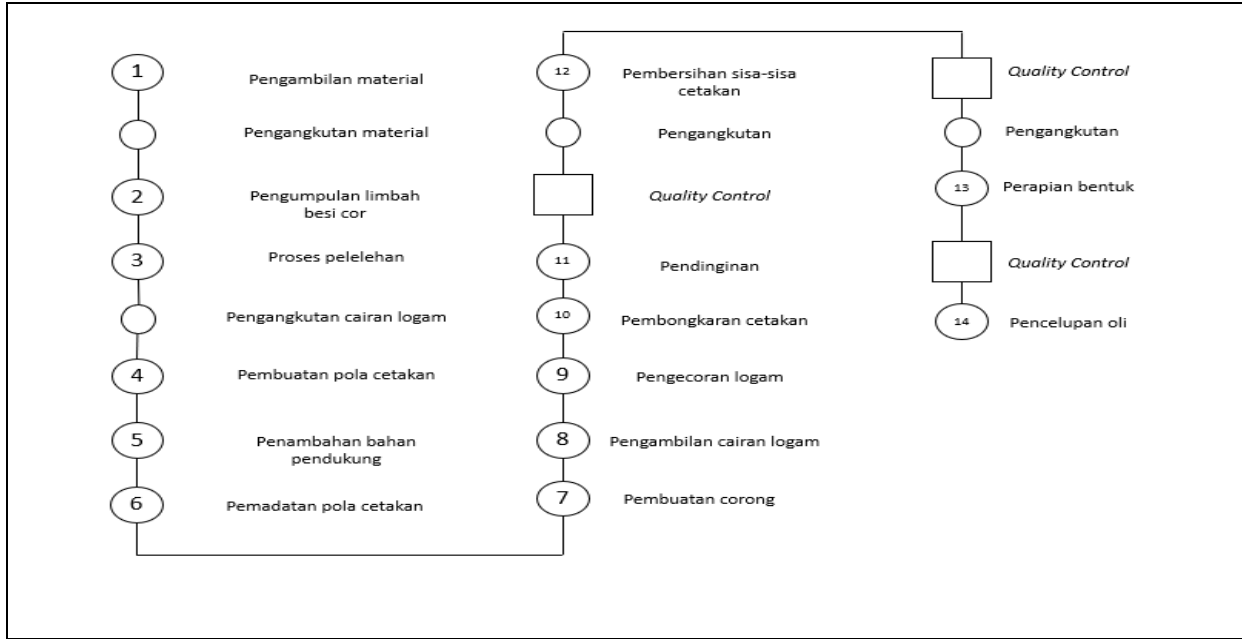 1
Pengambilan material
Pengangkutan material
2
Pengumpulan limbah
besi cor
3
Proses pelelehan
Pengangkutan cairan logam
4
Pembuatan pola cetakan
5
Penambahan bahan
pendukung
6
Pemadatan pola cetakan
12
Pembersihan sisa-sisa
cetakan
Pengangkutan
Quality Control
11
Pendinginan
10
Pembongkaran cetakan
9
Pengecoran logam
8
Pengambilan cairan logam
7
Pembuatan corong
Quality Control
Pengangkutan
13
Perapian bentuk
Quality Control
14
Pencelupan oli